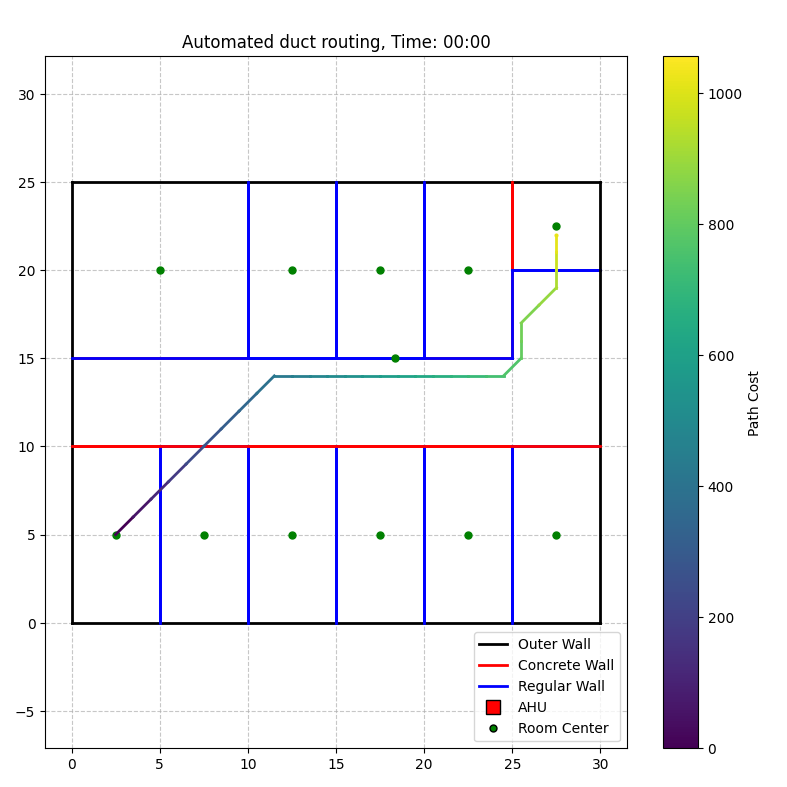 Automated duct routing, Time: 00:00
30
25
20
15
10
5
0
−5
0 5 10 15 20 25 30
Outer Wall
Concrete Wall
Regular Wall
AHU
Room Center
1000
800
600
400
200
0
Path Cost